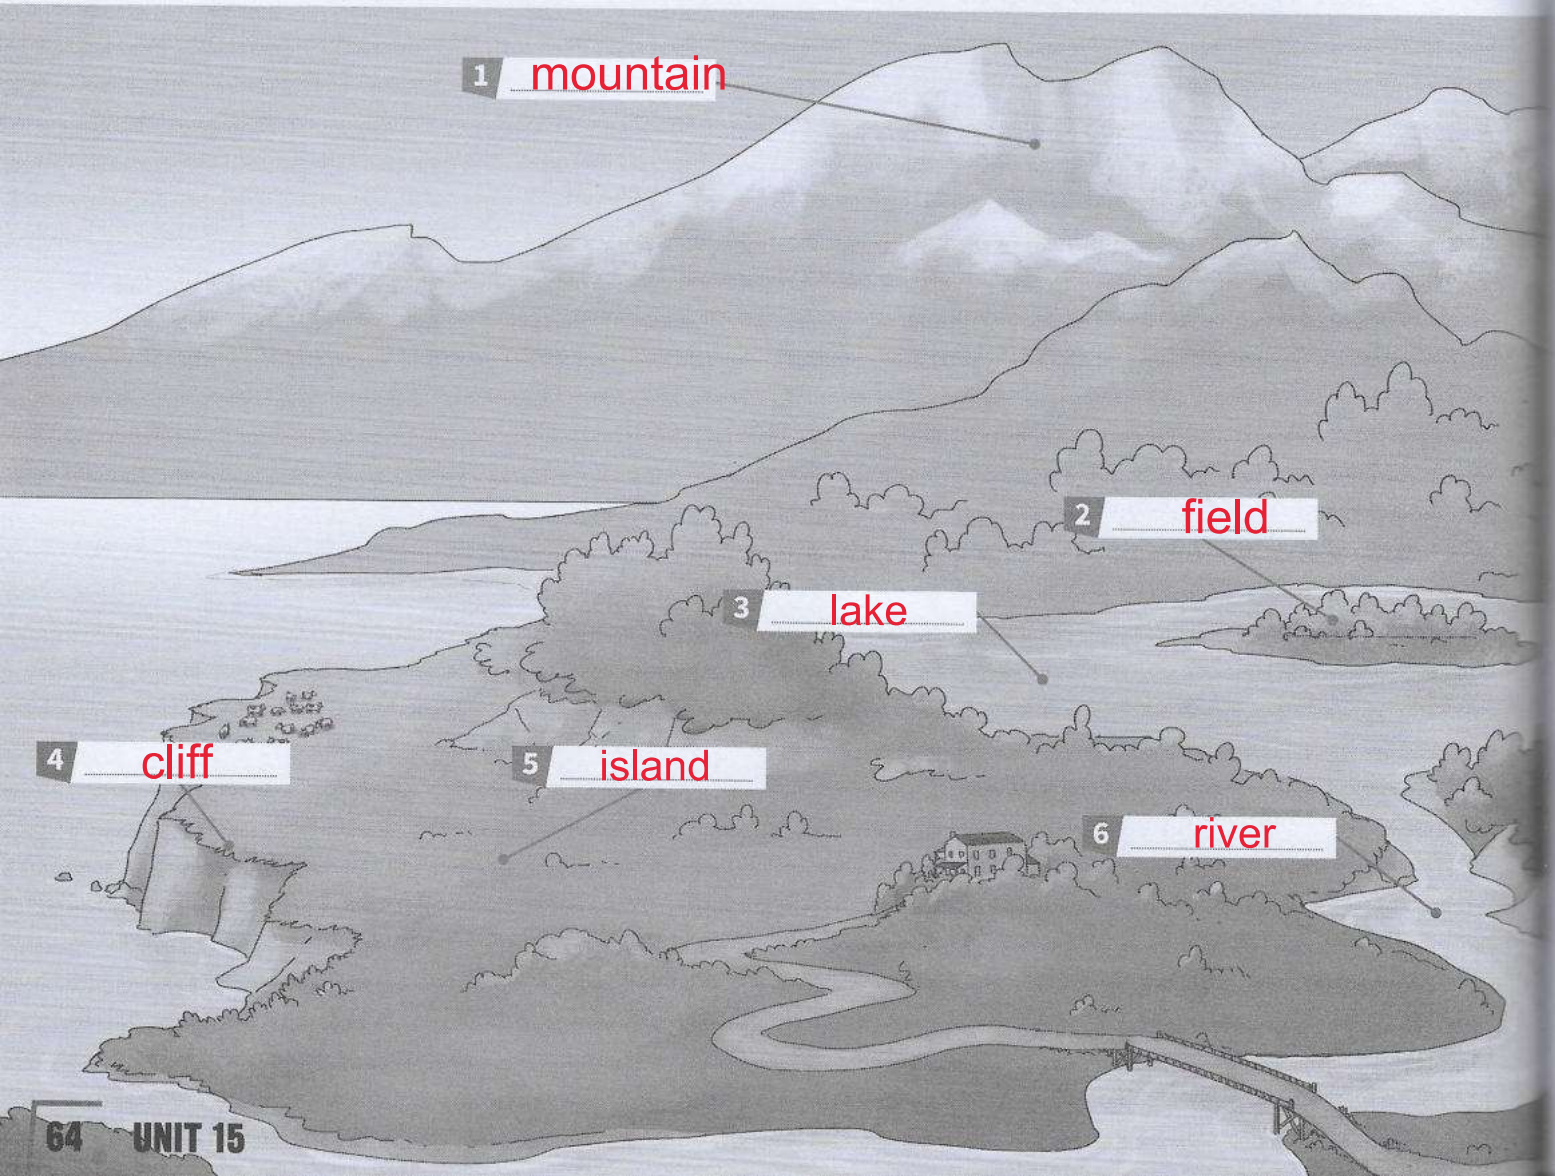 1 mountain
2 field
3 lake
4 cliff
5 island
6 river
64 UNIT 15